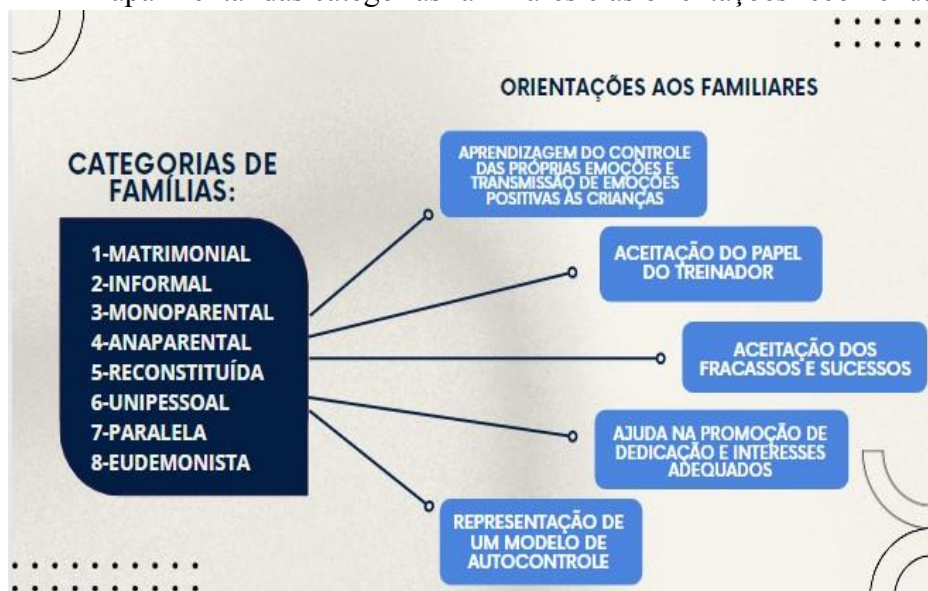 ORIENTAÇÕES AOS FAMILIARES
CATEGORIAS DE
FAMÍLIAS:
1-MATRIMONIAL
2-INFORMAL
3-MONOPARENTAL
4-ANAPARENTAL
5-RECONSTITUÍDA
6-UNIPESSOAL
7-PARALELA
8-EUDEMONISTA
APRENDIZAGEM DO CONTROLE
DAS PRÓPRIAS EMOÇÕES E
TRANSMISSÃO DE EMOÇÕES
POSITIVAS ÀS CRIANÇAS
ACEITAÇÃO DO PAPEL
DO TREINADOR
ACEITAÇÃO DOS
FRACASSOS E SUCESSOS
AJUDA NA PROMOÇÃO DE
DEDICAÇÃO E INTERESSES
ADEQUADOS
REPRESENTAÇÃO DE
UM MODELO DE
AUTOCONTROLE